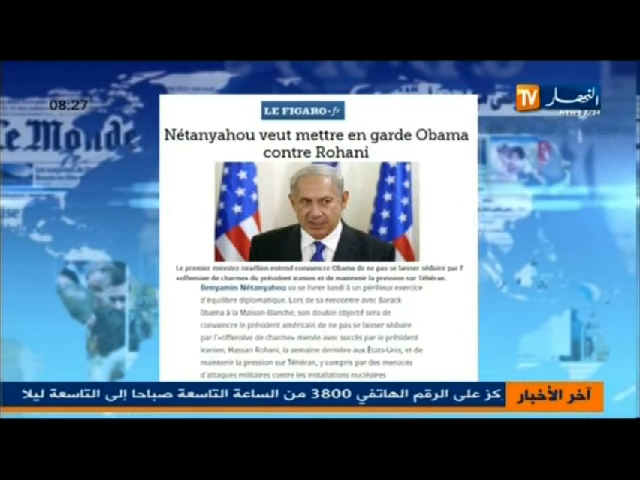 08:27
النهار TV
NEWS 7/24
Le Monde
LE FIGARO·fr
Nétanyahou veut mettre en garde Obama
contre Rohani
Le premier ministre israélien entend convaincre Obama de ne pas se laisser séduire par l'
«offensive de charme» du président iranien et de maintenir la pression sur Téhéran.
Benyamin Nétanyahou va se livrer lundi à un périlleux exercice
d'équilibre diplomatique. Lors de sa rencontre avec Barack
Obama à la Maison-Blanche, son double objectif sera de
convaincre le président américain de ne pas se laisser séduire
par l'«offensive de charme» menée avec succès par le président
iranien, Hassan Rohani, la semaine dernière aux États-Unis, et de
maintenir la pression sur Téhéran, y compris par des menaces
d'attaques militaires contre les installations nucléaires
آخر الأخبار
كز على الرقم الهاتفي 3800 من الساعة التاسعة صباحا إلى التاسعة ليلا